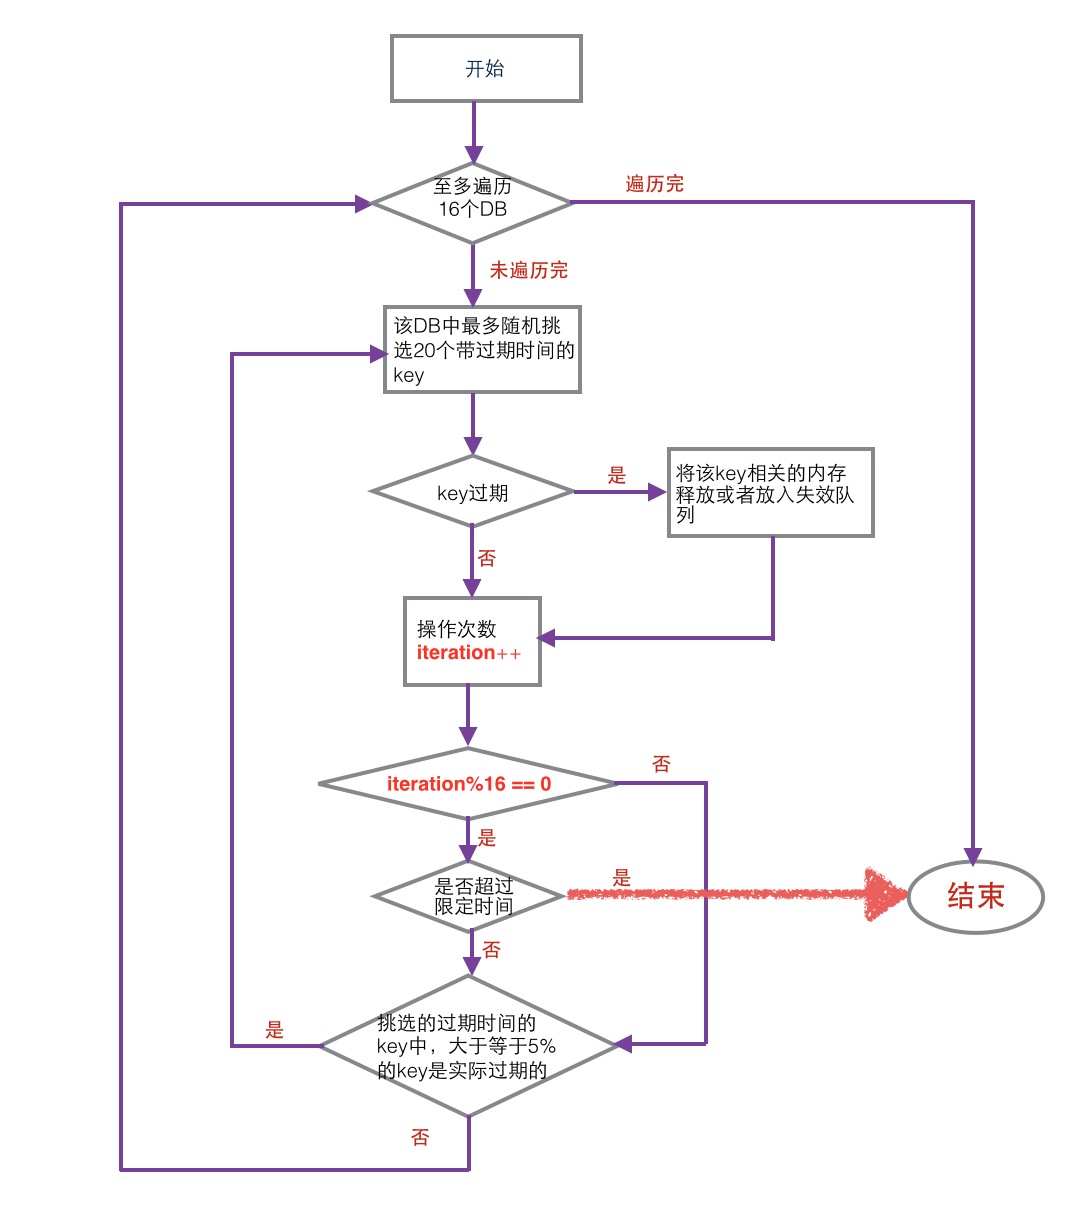 开始
至多遍历
16个DB
遍历完
未遍历完
该DB中最多随机挑
选20个带过期时间的
key
key过期
是
将该key相关的内存
释放或者放入失效队
列
否
操作次数
iteration++
iteration%16 == 0
否
是
是否超过
限定时间
是
结束
否
挑选的过期时间的
key中，大于等于5%
的key是实际过期的
是
否